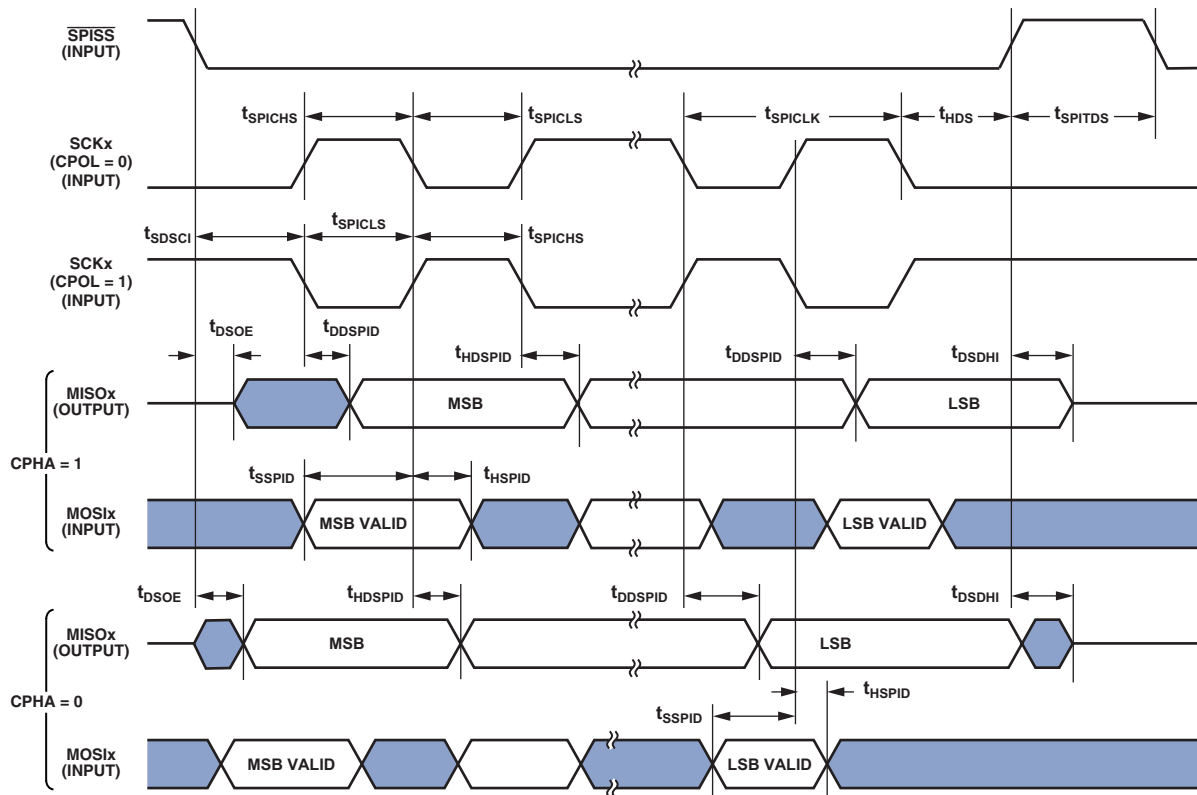 SPISS
(INPUT)
tSPICHS
tSPICLS
tSPICLK
tHDS
tSPITDS
SCKx
(CPOL = 0)
(INPUT)
tSDSCI
tSPICLS
tSPICHS
SCKx
(CPOL = 1)
(INPUT)
tDSOE
tDDSPID
tHDSPID
tDDSPID
tDSDHI
MISOx
(OUTPUT)
MSB
LSB
CPHA = 1
tSSPID
tHSPID
MOSIx
(INPUT)
MSB VALID
LSB VALID
tDSOE
tHDSPID
tDDSPID
tDSDHI
MISOx
(OUTPUT)
MSB
LSB
CPHA = 0
tHSPID
tSSPID
MOSIx
(INPUT)
MSB VALID
LSB VALID